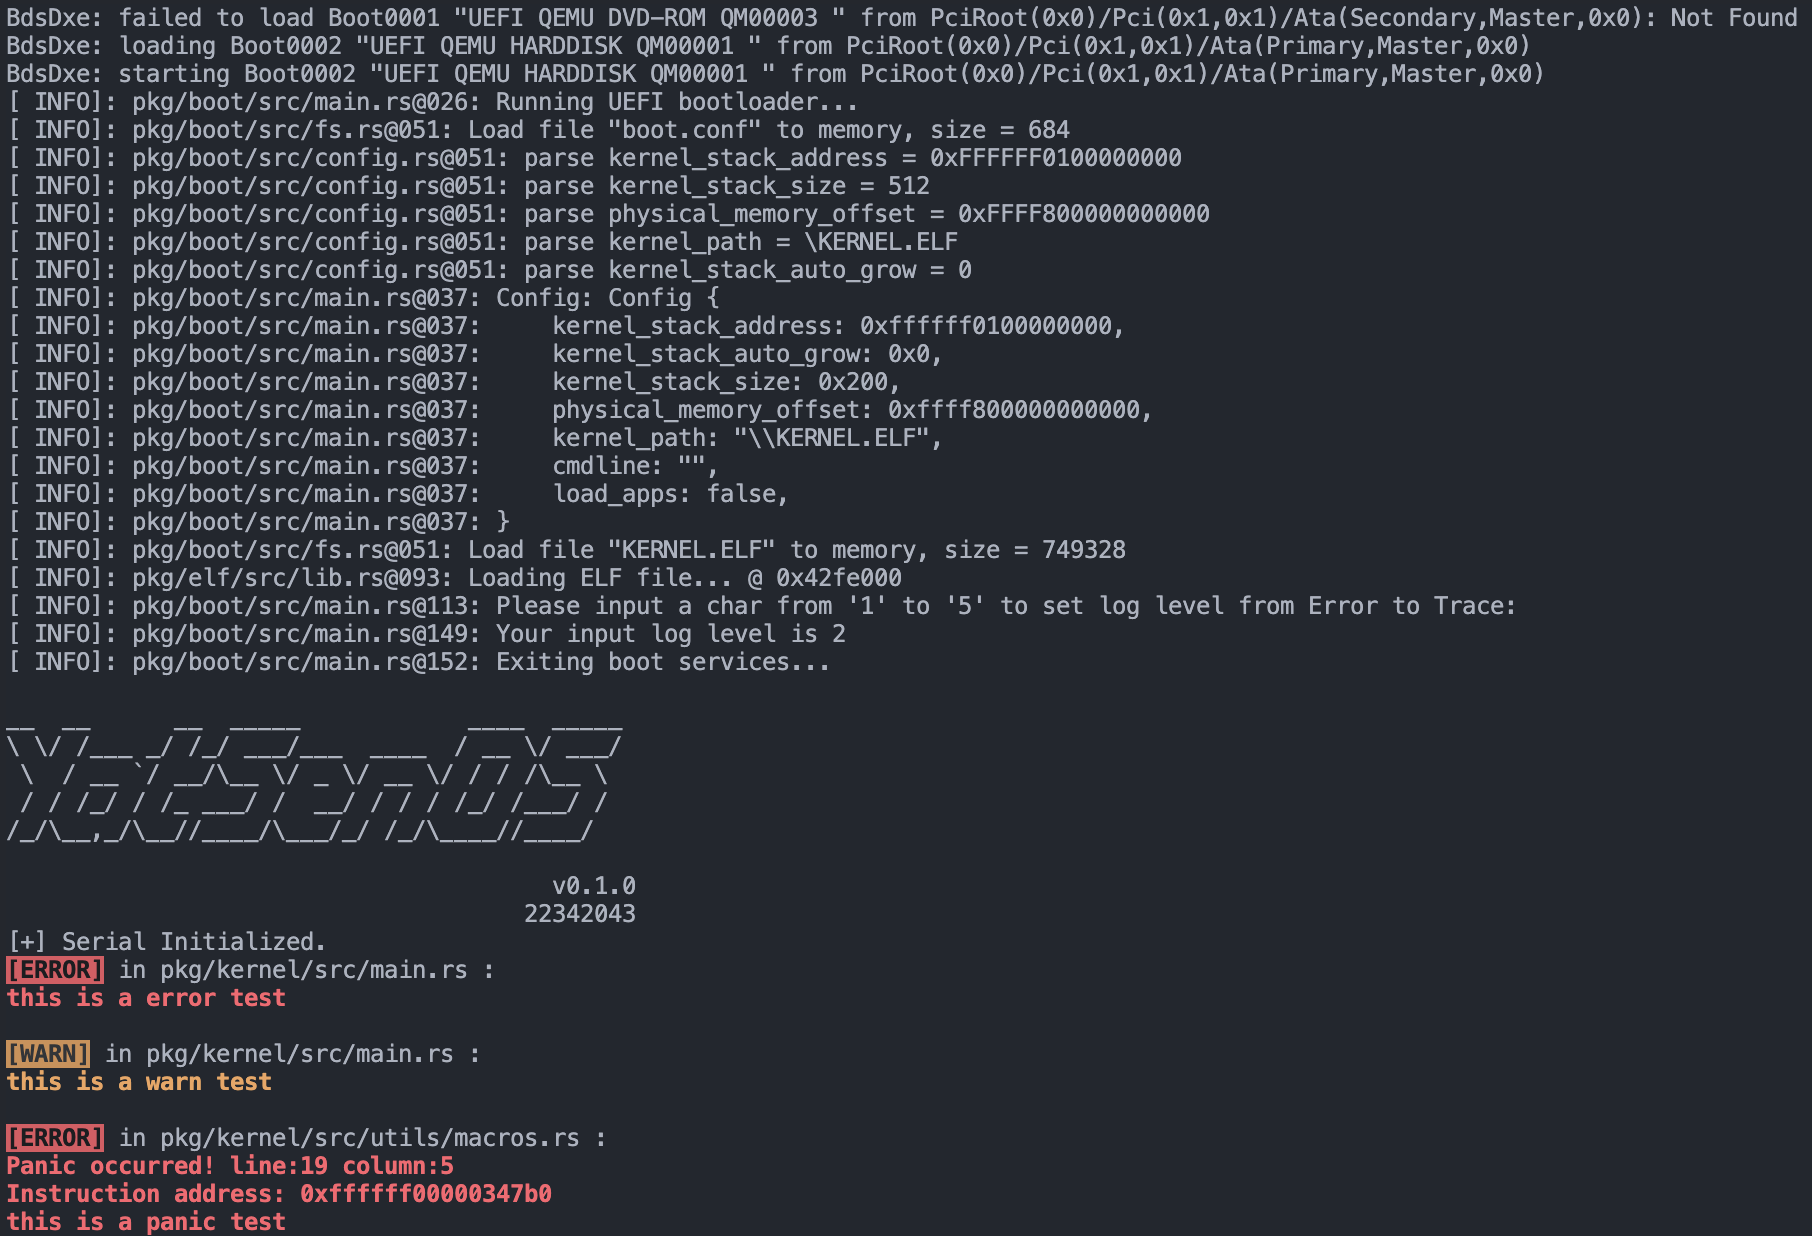 BdsDxe: failed to load Boot0001 "UEFI QEMU DVD-ROM QM00003 " from PciRoot(0x0)/Pci(0x1,0x1)/Ata(Secondary,Master,0x0): Not Found
BdsDxe: loading Boot0002 "UEFI QEMU HARDDISK QM00001 " from PciRoot(0x0)/Pci(0x1,0x1)/Ata(Primary,Master,0x0)
BdsDxe: starting Boot0002 "UEFI QEMU HARDDISK QM00001 " from PciRoot(0x0)/Pci(0x1,0x1)/Ata(Primary,Master,0x0)
[ INFO]: pkg/boot/src/main.rs@026: Running UEFI bootloader...
[ INFO]: pkg/boot/src/fs.rs@051: Load file "boot.conf" to memory, size = 684
[ INFO]: pkg/boot/src/config.rs@051: parse kernel_stack_address = 0xFFFFFF0100000000
[ INFO]: pkg/boot/src/config.rs@051: parse kernel_stack_size = 512
[ INFO]: pkg/boot/src/config.rs@051: parse physical_memory_offset = 0xFFFF800000000000
[ INFO]: pkg/boot/src/config.rs@051: parse kernel_path = \KERNEL.ELF
[ INFO]: pkg/boot/src/config.rs@051: parse kernel_stack_auto_grow = 0
[ INFO]: pkg/boot/src/main.rs@037: Config: Config {
[ INFO]: pkg/boot/src/main.rs@037:     kernel_stack_address: 0xffffff0100000000,
[ INFO]: pkg/boot/src/main.rs@037:     kernel_stack_auto_grow: 0x0,
[ INFO]: pkg/boot/src/main.rs@037:     kernel_stack_size: 0x200,
[ INFO]: pkg/boot/src/main.rs@037:     physical_memory_offset: 0xffff800000000000,
[ INFO]: pkg/boot/src/main.rs@037:     kernel_path: "\\KERNEL.ELF",
[ INFO]: pkg/boot/src/main.rs@037:     cmdline: "",
[ INFO]: pkg/boot/src/main.rs@037:     load_apps: false,
[ INFO]: pkg/boot/src/main.rs@037: }
[ INFO]: pkg/boot/src/fs.rs@051: Load file "KERNEL.ELF" to memory, size = 749328
[ INFO]: pkg/elf/src/lib.rs@093: Loading ELF file... @ 0x42fe000
[ INFO]: pkg/boot/src/main.rs@113: Please input a char from '1' to '5' to set log level from Error to Trace:
[ INFO]: pkg/boot/src/main.rs@149: Your input log level is 2
[ INFO]: pkg/boot/src/main.rs@152: Exiting boot services...
YatSenOS
v0.1.0
22342043
[+] Serial Initialized.
[ERROR] in pkg/kernel/src/main.rs :
this is a error test
[WARN] in pkg/kernel/src/main.rs :
this is a warn test
[ERROR] in pkg/kernel/src/utils/macros.rs :
Panic occurred! line:19 column:5
Instruction address: 0xffffff00000347b0
this is a panic test